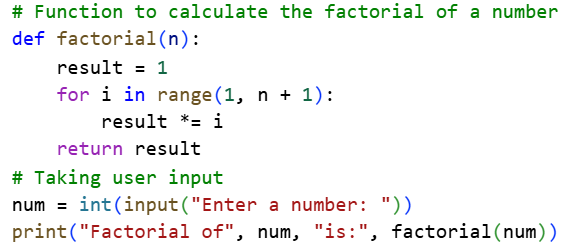 # Function to calculate the factorial of a number
def factorial(n):
    result = 1
    for i in range(1, n + 1):
        result *= i
    return result
# Taking user input
num = int(input("Enter a number: "))
print("Factorial of", num, "is:", factorial(num))